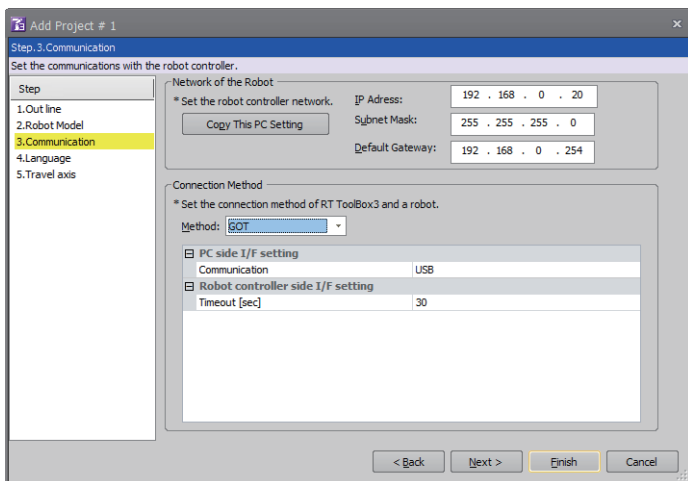 Add Project # 1
Step.3.Communication
Set the communications with the robot controller.
Step
1.Out line
2.Robot Model
3.Communication
4.Language
5.Travel axis
Network of the Robot
* Set the robot controller network.
Copy This PC Setting
IP Adress: 192 . 168 . 0 . 20
Subnet Mask: 255 . 255 . 255 . 0
Default Gateway: 192 . 168 . 0 . 254
Connection Method
* Set the connection method of RT ToolBox3 and a robot.
Method: GOT
PC side I/F setting
Communication USB
Robot controller side I/F setting
Timeout [sec] 30
< Back Next > Finish Cancel